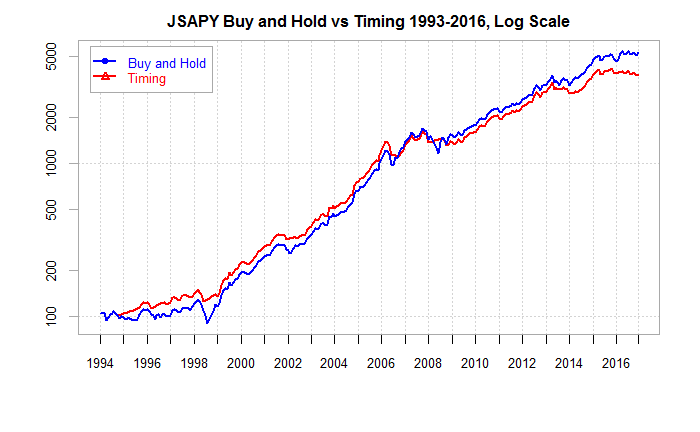 JSAPY Buy and Hold vs Timing 1993-2016, Log Scale
Buy and Hold
Timing
5000
2000
1000
500
200
100
1994 1996 1998 2000 2002 2004 2006 2008 2010 2012 2014 2016